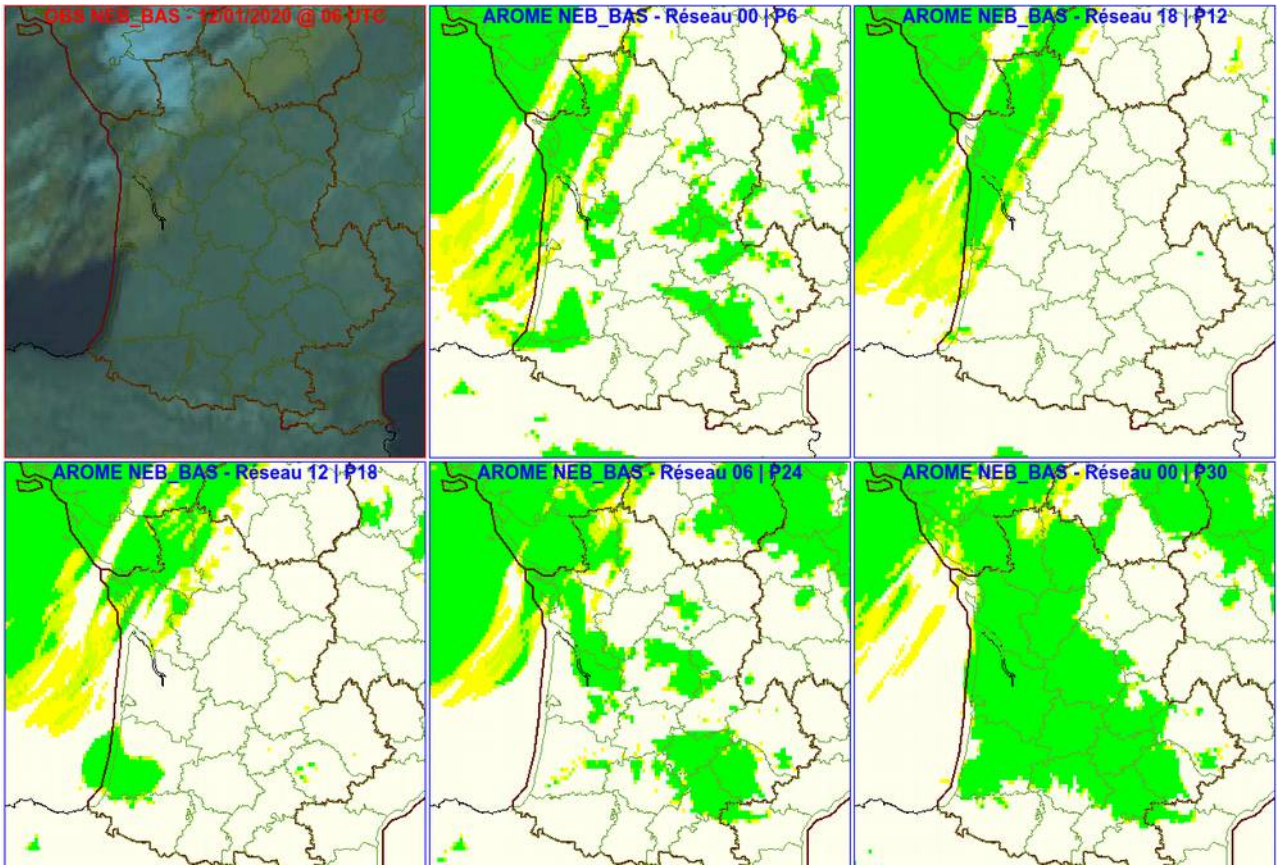 OBS NEB_BAS - 12/01/2020 @ 06 UTC
AROME NEB_BAS - Réseau 00 | P6
AROME NEB_BAS - Réseau 18 | P12
AROME NEB_BAS - Réseau 12 | P18
AROME NEB_BAS - Réseau 06 | P24
AROME NEB_BAS - Réseau 00 | P30